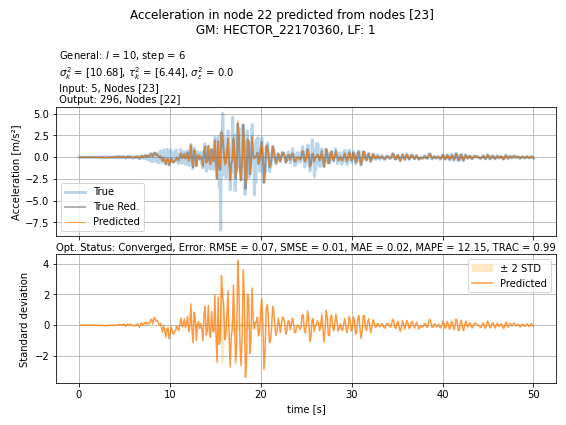 Acceleration in node 22 predicted from nodes [23]
GM: HECTOR_22170360, LF: 1
General: l = 10, step = 6
σ²ₖ = [10.68], τ²ₖ = [6.44], σ²ε = 0.0
Input: 5, Nodes [23]
Output: 296, Nodes [22]
Acceleration [m/s²]
5.0
2.5
0.0
−2.5
−5.0
−7.5
True
True Red.
Predicted
Opt. Status: Converged, Error: RMSE = 0.07, SMSE = 0.01, MAE = 0.02, MAPE = 12.15, TRAC = 0.99
Standard deviation
4
2
0
−2
± 2 STD
Predicted
0 10 20 30 40 50
time [s]